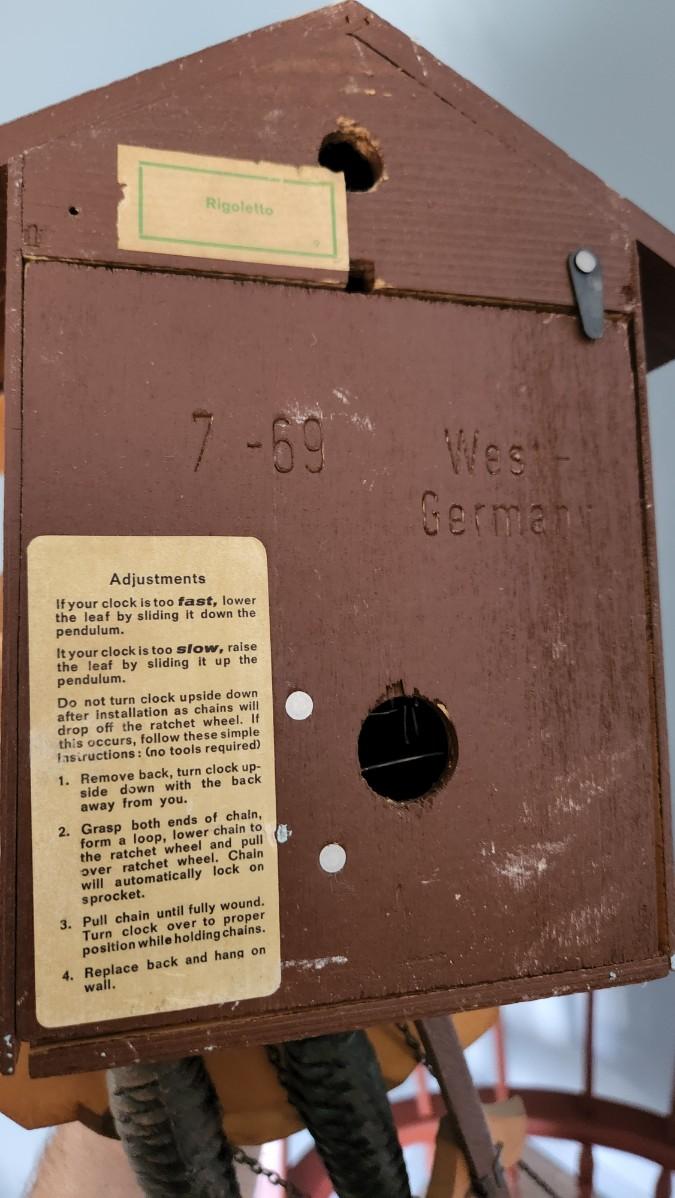 Rigoletto
7 -69
West-
Germany
Adjustments
If your clock is too fast, lower
the leaf by sliding it down the
pendulum.
It your clock is too slow, raise
the leaf by sliding it up the
pendulum.
Do not turn clock upside down
after installation as chains will
drop off the ratchet wheel. If
this occurs, follow these simple
instructions: (no tools required)
1. Remove back, turn clock up-
side down with the back
away from you.
2. Grasp both ends of chain,
form a loop, lower chain to
the ratchet wheel and pull
over ratchet wheel. Chain
will automatically lock on
sprocket.
3. Pull chain until fully wound.
Turn clock over to proper
position while holding chains.
4. Replace back and hang on
wall.